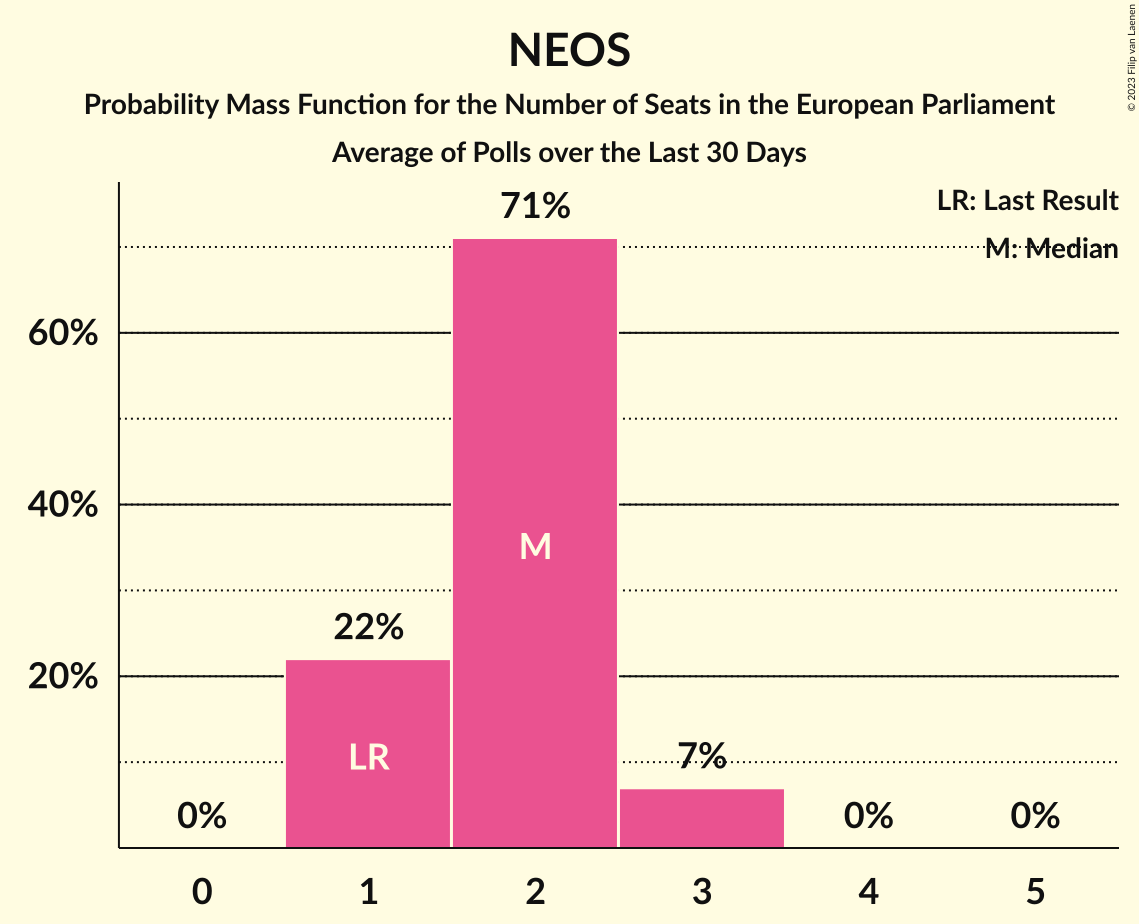 NEOS
Probability Mass Function for the Number of Seats in the European Parliament
Average of Polls over the Last 30 Days
© 2023 Filip van Laenen
LR: Last Result
M: Median
71%
60%
40%
M
22%
20%
LR
7%
0%
0%
0%
0
1
2
3
4
5